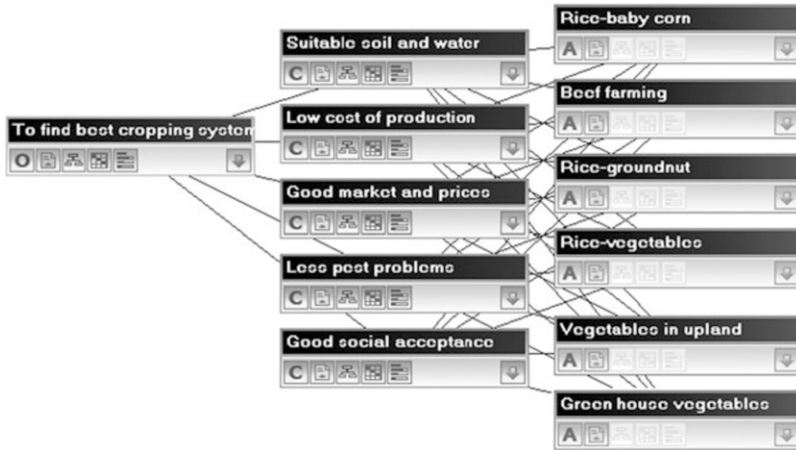 To find best cropping system
O
Suitable soil and water
C
Low cost of production
C
Good market and prices
C
Less pest problems
C
Good social acceptance
C
Rice-baby corn
A
Beef farming
A
Rice-groundnut
A
Rice-vegetables
A
Vegetables in upland
A
Green house vegetables
A